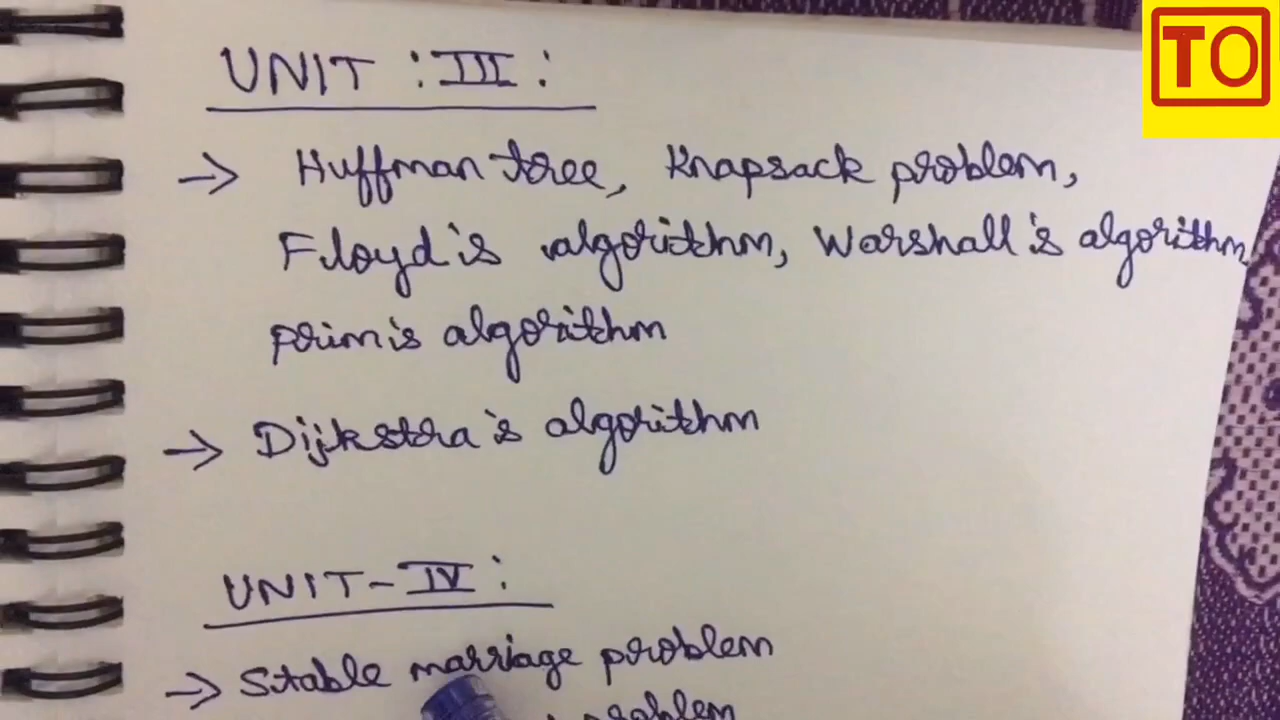 TO
UNIT : III :
→ Huffman tree, Knapsack problem,
Floyd's algorithm, Warshall's algorithm
prim's algorithm
→ Dijkstra's algorithm
UNIT - IV :
→ Stable marriage problem
problem